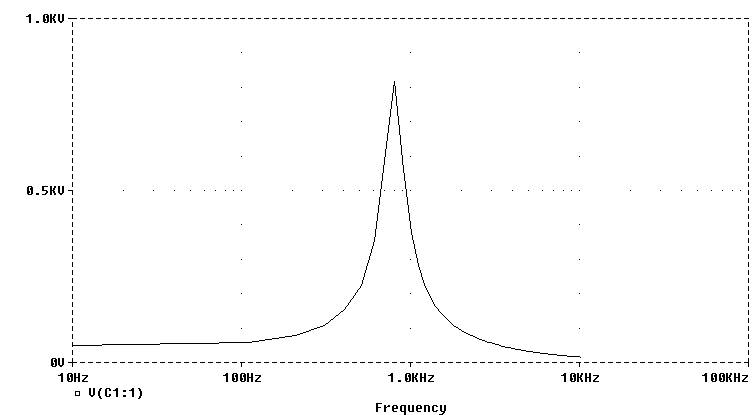 1.0KV
0.5KV
0V
10Hz 100Hz 1.0KHz 10KHz 100KHz
V(C1:1)
Frequency